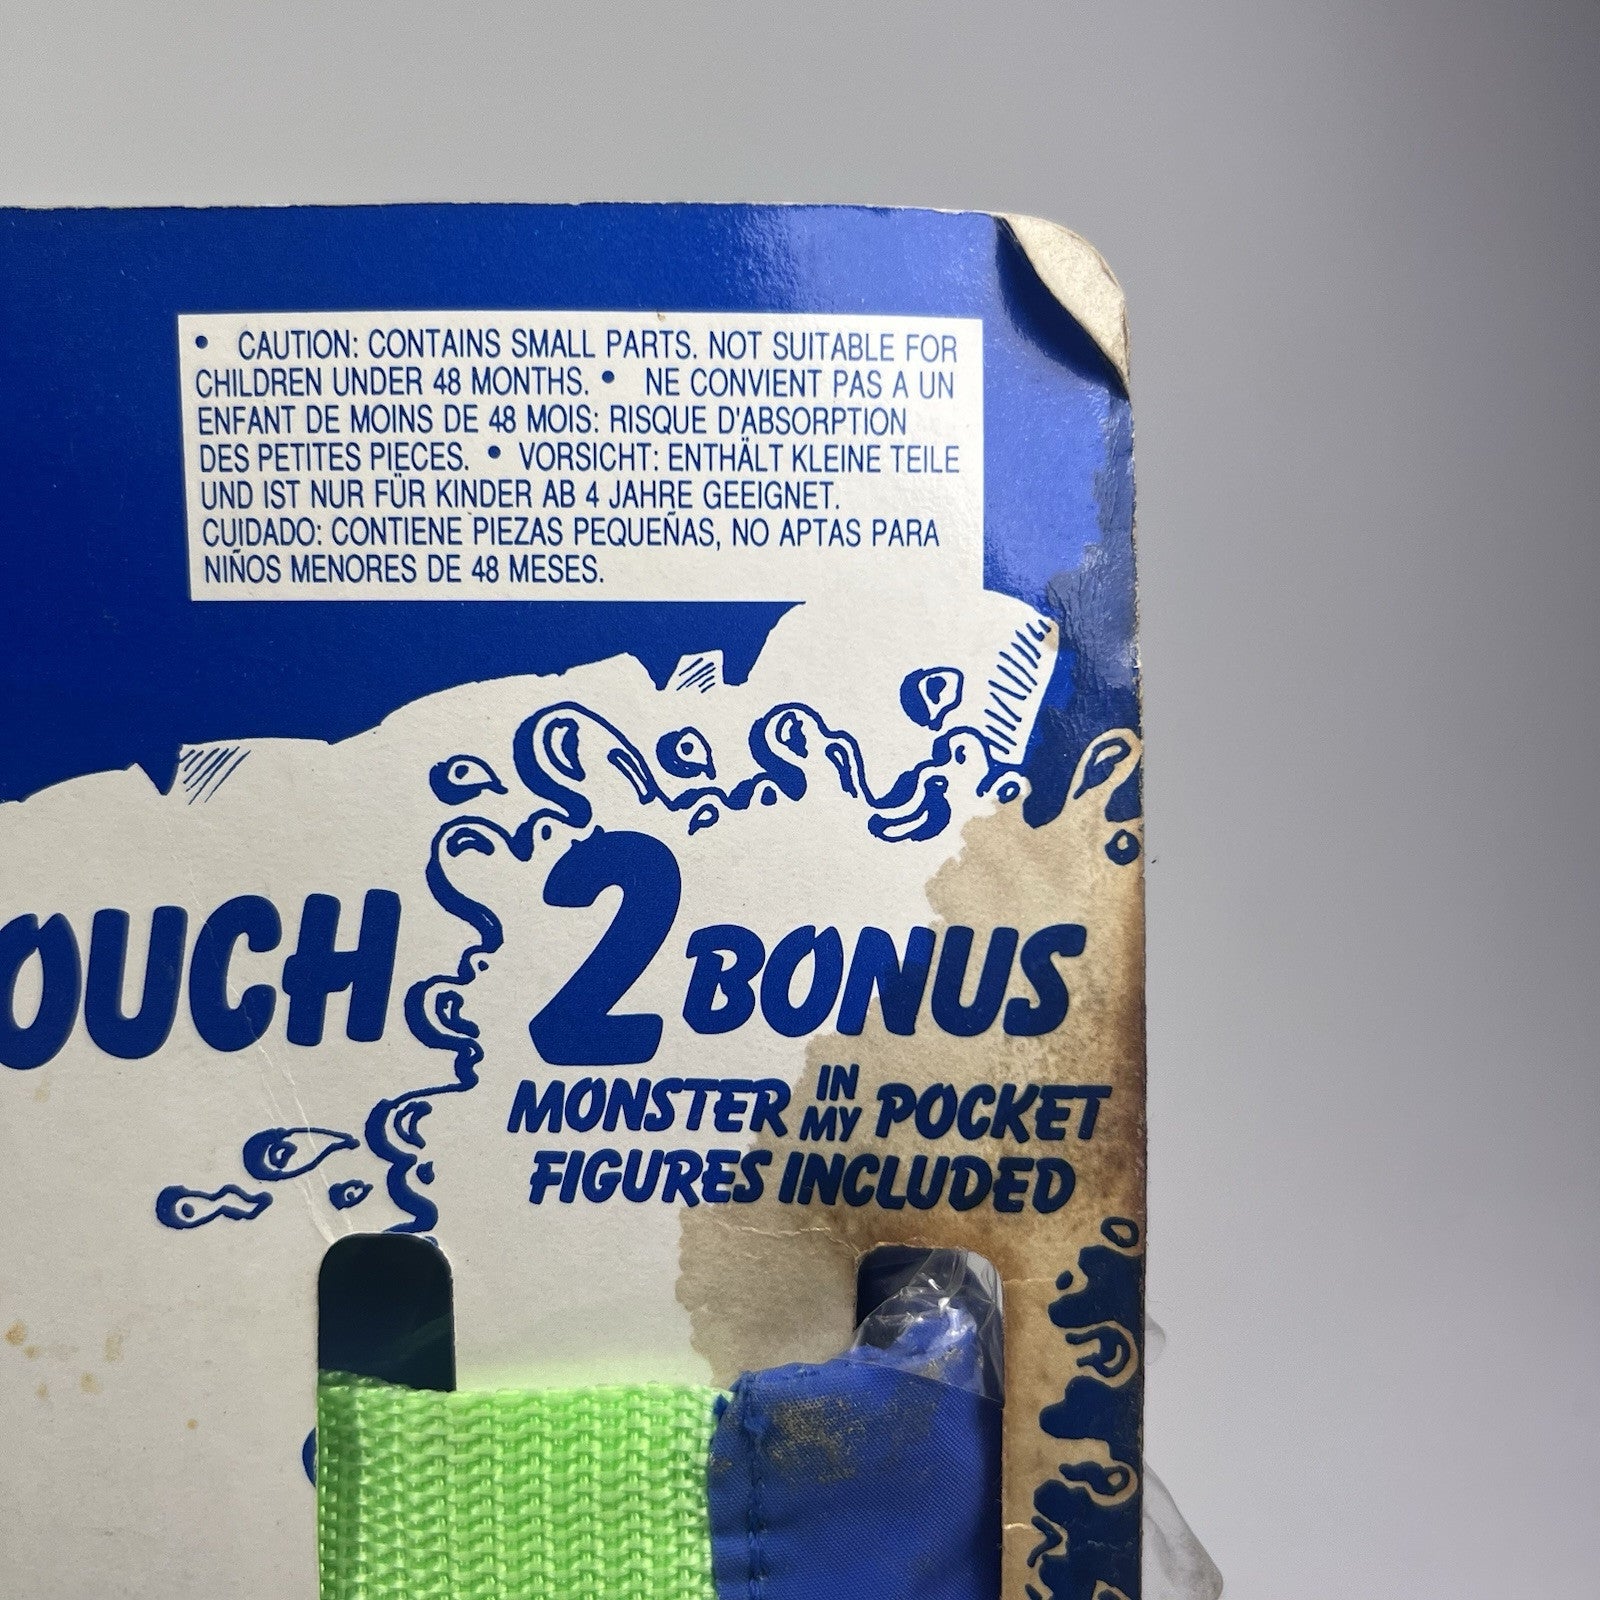 • CAUTION: CONTAINS SMALL PARTS. NOT SUITABLE FOR
CHILDREN UNDER 48 MONTHS. • NE CONVIENT PAS A UN
ENFANT DE MOINS DE 48 MOIS: RISQUE D'ABSORPTION
DES PETITES PIECES. • VORSICHT: ENTHÄLT KLEINE TEILE
UND IST NUR FÜR KINDER AB 4 JAHRE GEEIGNET.
CUIDADO: CONTIENE PIEZAS PEQUEÑAS, NO APTAS PARA
NIÑOS MENORES DE 48 MESES.
OUCH
2 BONUS
MONSTER IN MY POCKET
FIGURES INCLUDED